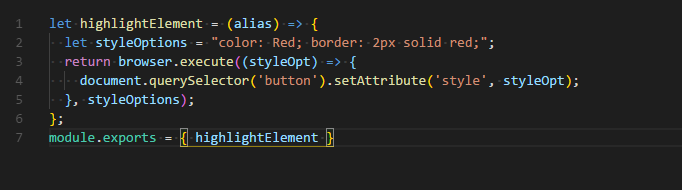 1 let highlightElement = (alias) => {
2 let styleOptions = "color: Red; border: 2px solid red;";
3 return browser.execute((styleOpt) => {
4 document.querySelector('button').setAttribute('style', styleOpt);
5 }, styleOptions);
6 };
7 module.exports = { highlightElement }